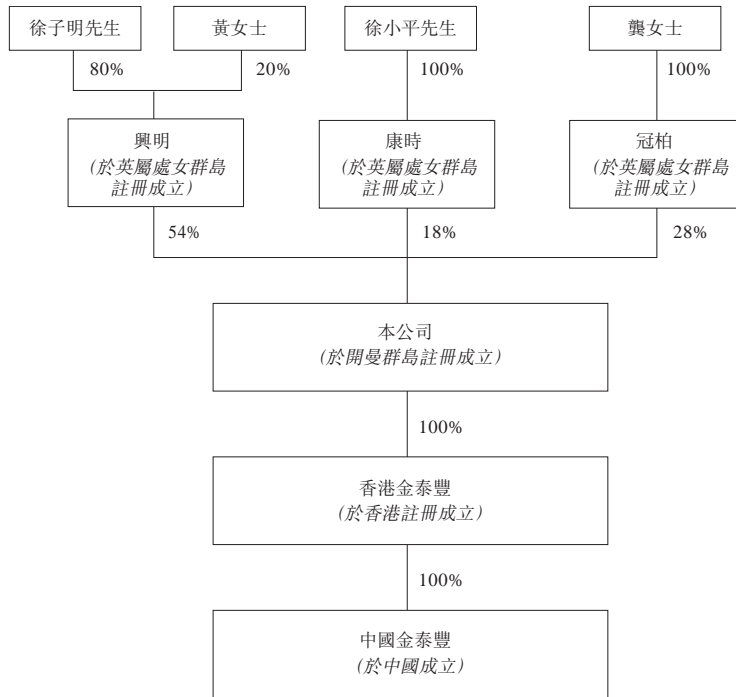 徐子明先生
黃女士
徐小平先生
龔女士
80%
20%
100%
100%
興明
(於英屬處女群島
註冊成立)
康時
(於英屬處女群島
註冊成立)
冠柏
(於英屬處女群島
註冊成立)
54%
18%
28%
本公司
(於開曼群島註冊成立)
100%
香港金泰豐
(於香港註冊成立)
100%
中國金泰豐
(於中國成立)